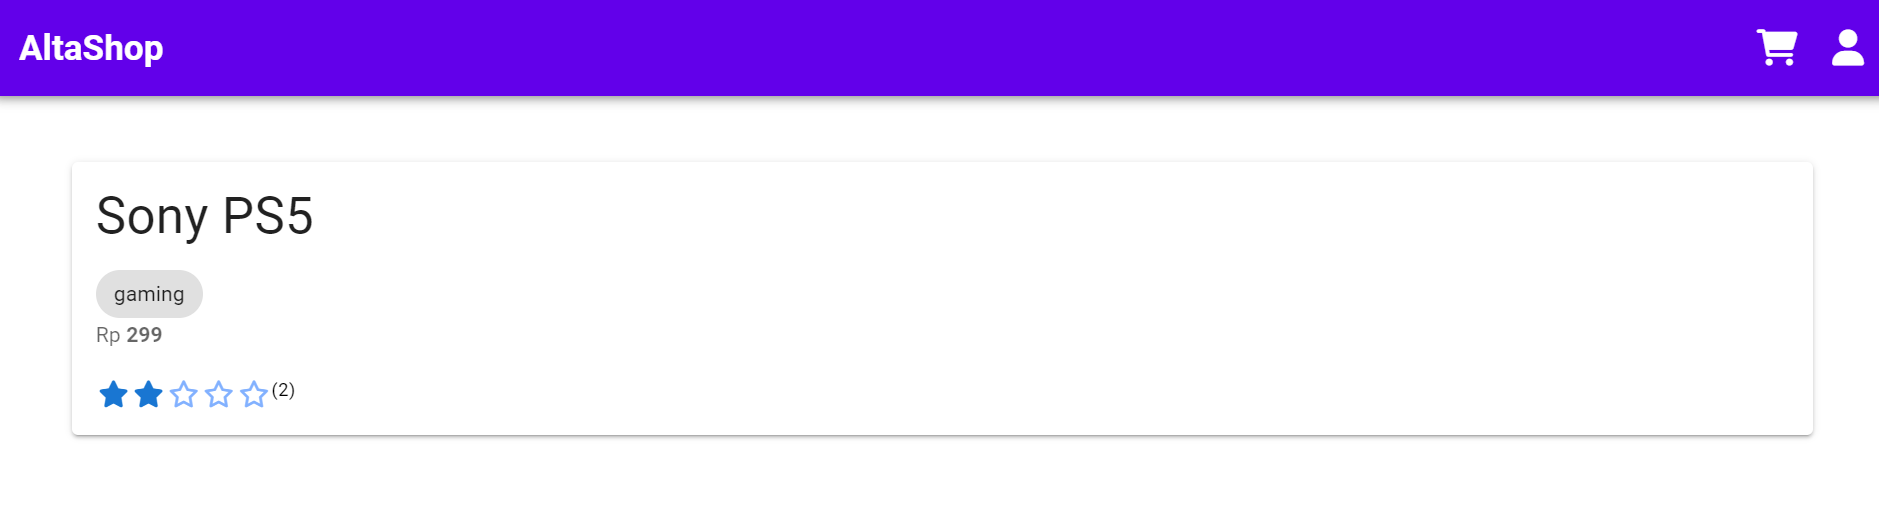 AltaShop
Sony PS5
gaming
Rp 299
(2)